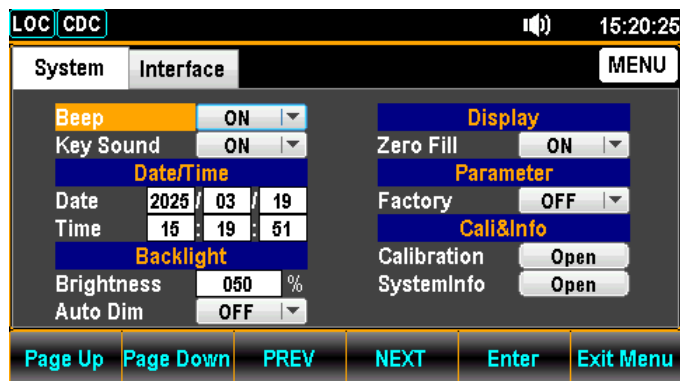 LOC CDC 15:20:25
System Interface MENU
Beep ON
Key Sound ON
Date/Time
Date 2025 / 03 / 19
Time 15 : 19 : 51
Backlight
Brightness 050 %
Auto Dim OFF
Display
Zero Fill ON
Parameter
Factory OFF
Cali&Info
Calibration Open
SystemInfo Open
Page Up Page Down PREV NEXT Enter Exit Menu